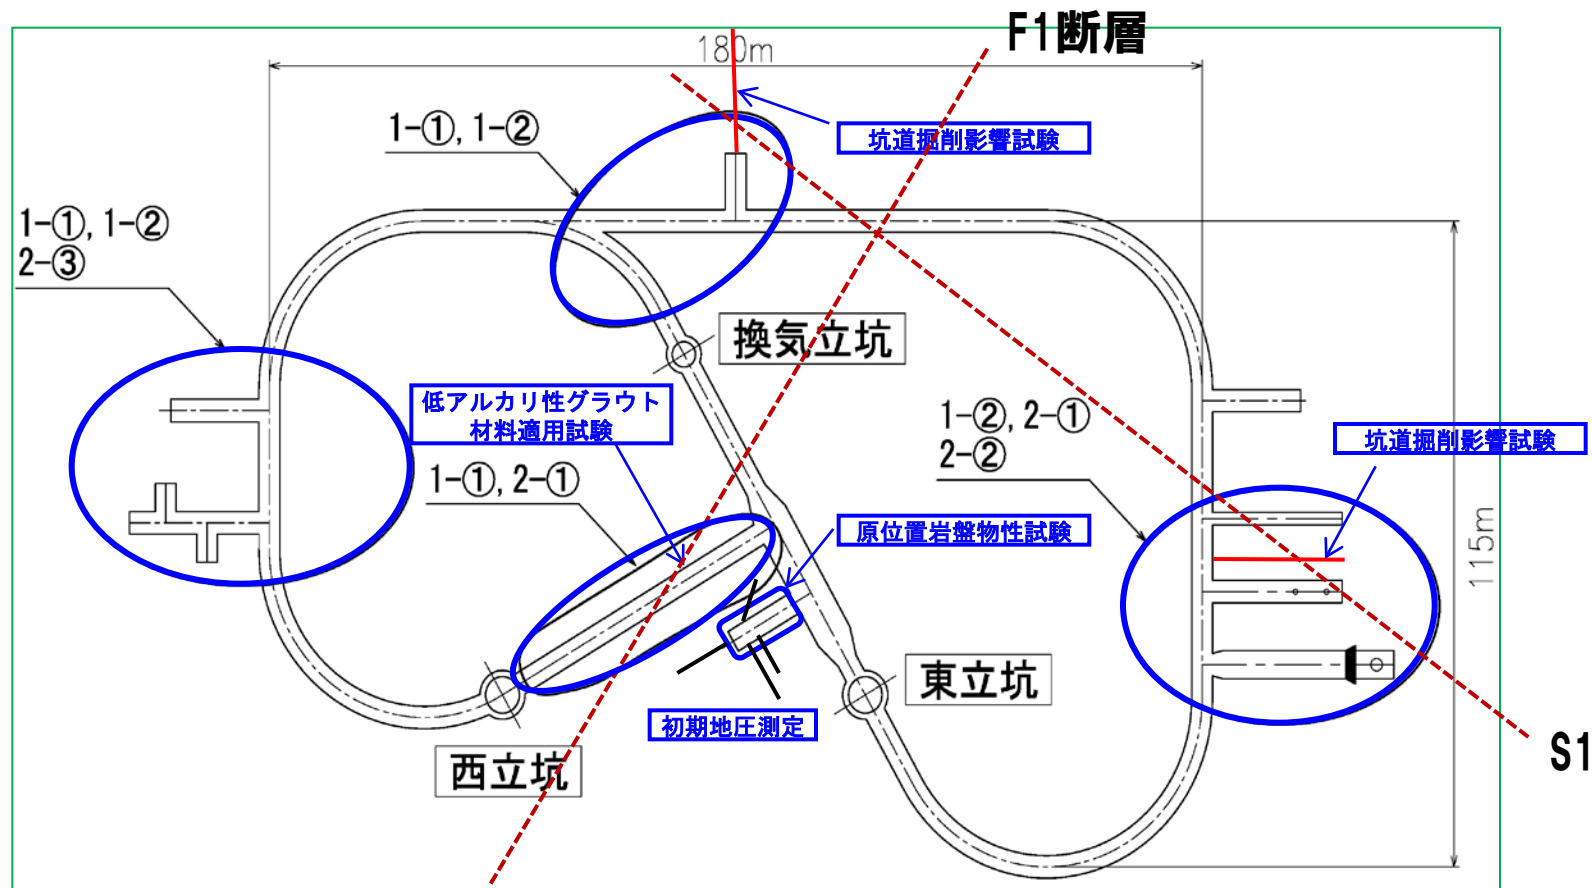 F1断層
180m
1-①, 1-②
坑道掘削影響試験
1-①, 1-②
2-③
換気立坑
低アルカリ性グラウト
材料適用試験
1-②, 2-①
2-②
坑道掘削影響試験
1-①, 2-①
原位置岩盤物性試験
115m
東立坑
初期地圧測定
西立坑
S1